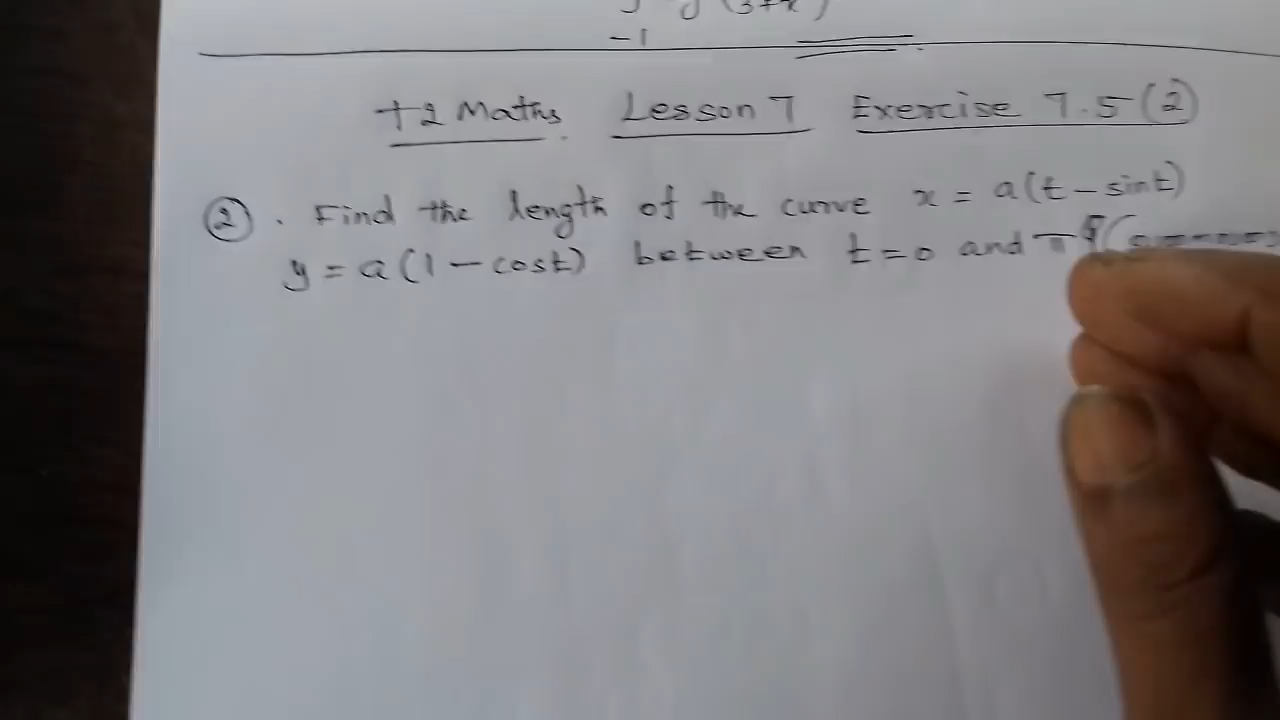 -1
+2 Maths Lesson 7 Exercise 7.5 (2)
(2). Find the length of the curve x = a(t - sint)
y = a(1 - cost) between t = 0 and π